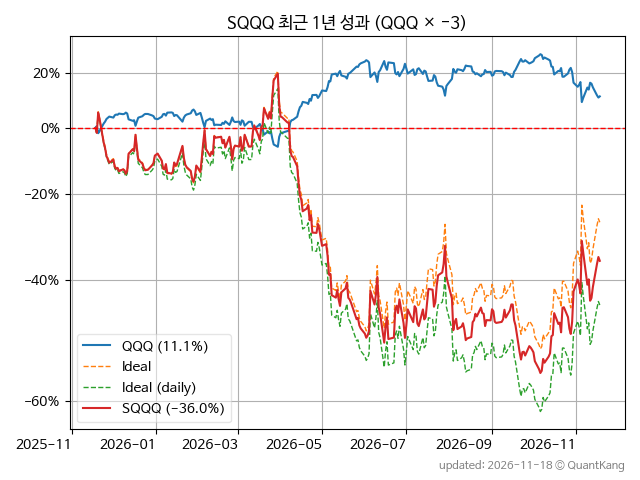 SQQQ 최근 1년 성과 (QQQ × −3)
20%
0%
−20%
−40%
−60%
QQQ (11.1%)
Ideal
Ideal (daily)
SQQQ (−36.0%)
2025-11 2026-01 2026-03 2026-05 2026-07 2026-09 2026-11
updated: 2026-11-18 © QuantKang